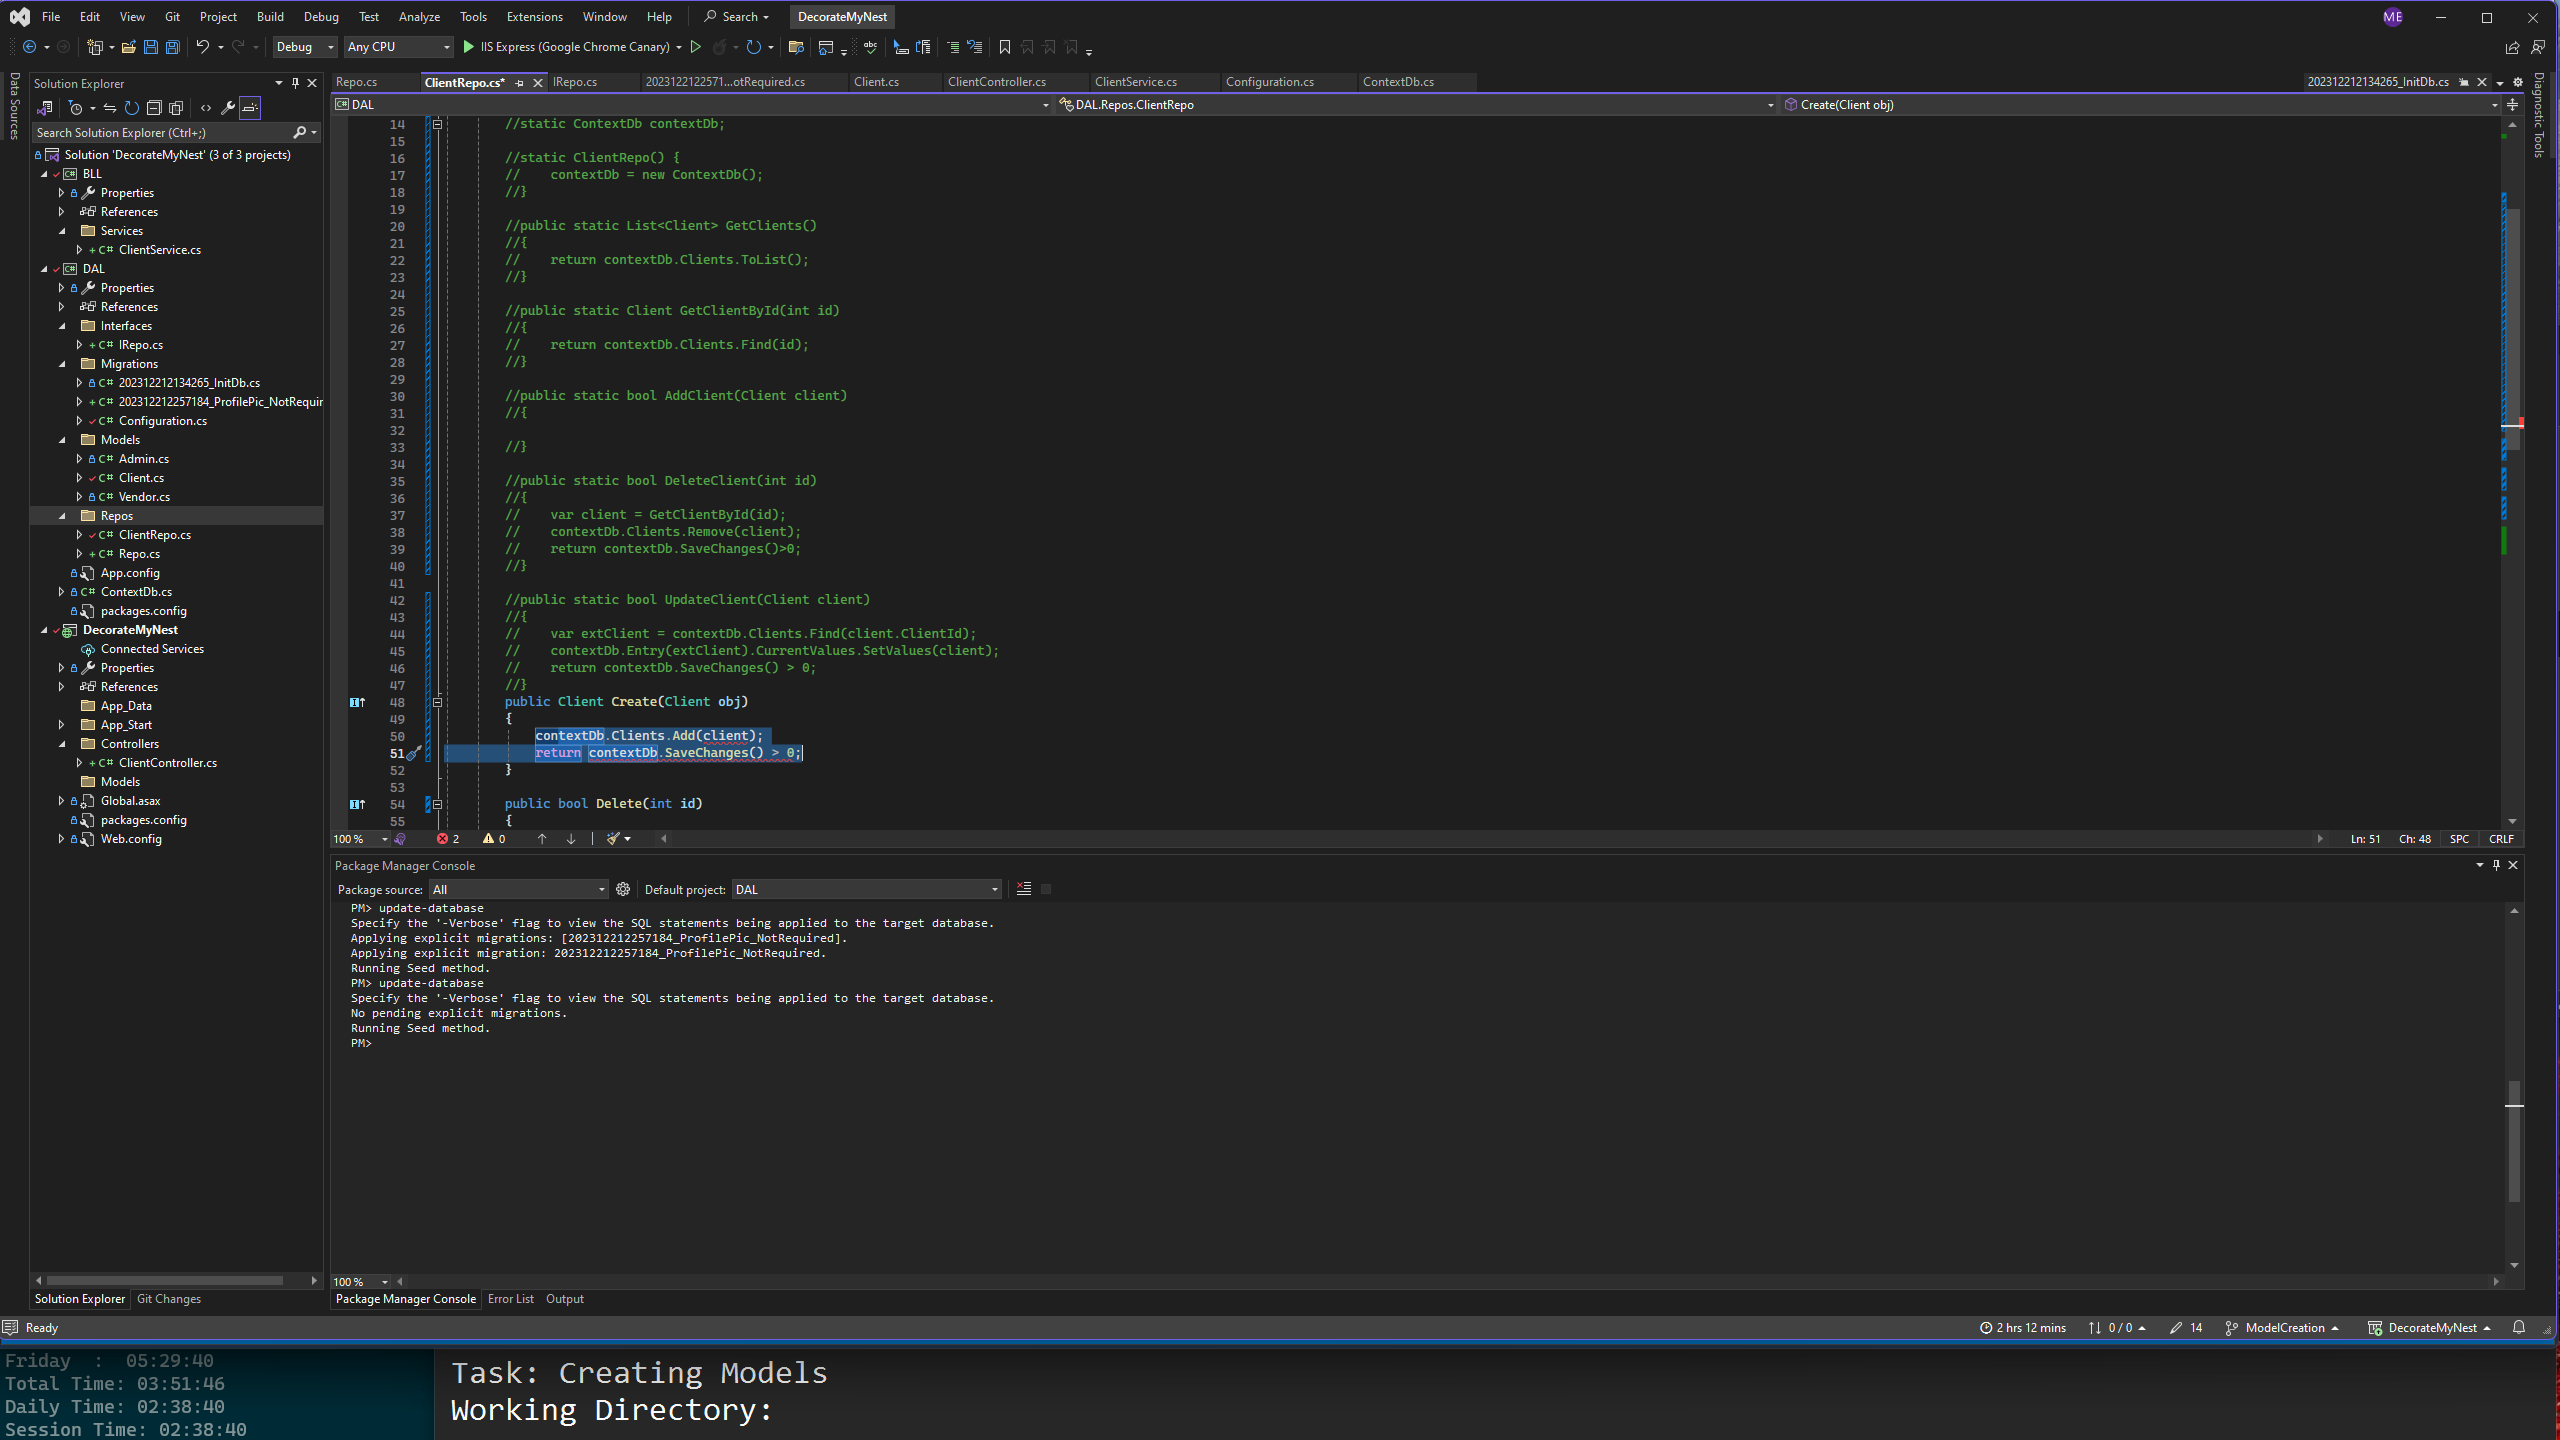 File Edit View Git Project Build Debug Test Analyze Tools Extensions Window Help Search DecorateMyNest ME
Debug Any CPU IIS Express (Google Chrome Canary)
Data Sources
Solution Explorer
Search Solution Explorer (Ctrl+;)
Solution 'DecorateMyNest' (3 of 3 projects)
BLL
Properties
References
Services
C# ClientService.cs
DAL
Properties
References
Interfaces
C# IRepo.cs
Migrations
C# 202312212134265_InitDb.cs
C# 202312212257184_ProfilePic_NotRequir
C# Configuration.cs
Models
C# Admin.cs
C# Client.cs
C# Vendor.cs
Repos
C# ClientRepo.cs
C# Repo.cs
App.config
C# ContextDb.cs
packages.config
DecorateMyNest
Connected Services
Properties
References
App_Data
App_Start
Controllers
C# ClientController.cs
Models
Global.asax
packages.config
Web.config
Solution Explorer Git Changes
Repo.cs ClientRepo.cs* IRepo.cs 2023122122571...otRequired.cs Client.cs ClientController.cs ClientService.cs Configuration.cs ContextDb.cs 202312212134265_InitDb.cs
DAL DAL.Repos.ClientRepo Create(Client obj)
Diagnostic Tools
14 //static ContextDb contextDb;
15
16 //static ClientRepo() {
17 //    contextDb = new ContextDb();
18 //}
19
20 //public static List<Client> GetClients()
21 //{
22 //    return contextDb.Clients.ToList();
23 //}
24
25 //public static Client GetClientById(int id)
26 //{
27 //    return contextDb.Clients.Find(id);
28 //}
29
30 //public static bool AddClient(Client client)
31 //{
32
33 //}
34
35 //public static bool DeleteClient(int id)
36 //{
37 //    var client = GetClientById(id);
38 //    contextDb.Clients.Remove(client);
39 //    return contextDb.SaveChanges()>0;
40 //}
41
42 //public static bool UpdateClient(Client client)
43 //{
44 //    var extClient = contextDb.Clients.Find(client.ClientId);
45 //    contextDb.Entry(extClient).CurrentValues.SetValues(client);
46 //    return contextDb.SaveChanges() > 0;
47 //}
48 public Client Create(Client obj)
49 {
50     contextDb.Clients.Add(client);
51     return contextDb.SaveChanges() > 0;
52 }
53
54 public bool Delete(int id)
55 {
100 % 2 0 Ln: 51 Ch: 48 SPC CRLF
Package Manager Console
Package source: All Default project: DAL
PM> update-database
Specify the '-Verbose' flag to view the SQL statements being applied to the target database.
Applying explicit migrations: [202312212257184_ProfilePic_NotRequired].
Applying explicit migration: 202312212257184_ProfilePic_NotRequired.
Running Seed method.
PM> update-database
Specify the '-Verbose' flag to view the SQL statements being applied to the target database.
No pending explicit migrations.
Running Seed method.
PM>
100 %
Package Manager Console Error List Output
Ready 2 hrs 12 mins 0 / 0 14 ModelCreation DecorateMyNest
Friday  :  05:29:40
Total Time: 03:51:46
Daily Time: 02:38:40
Session Time: 02:38:40
Task: Creating Models
Working Directory: